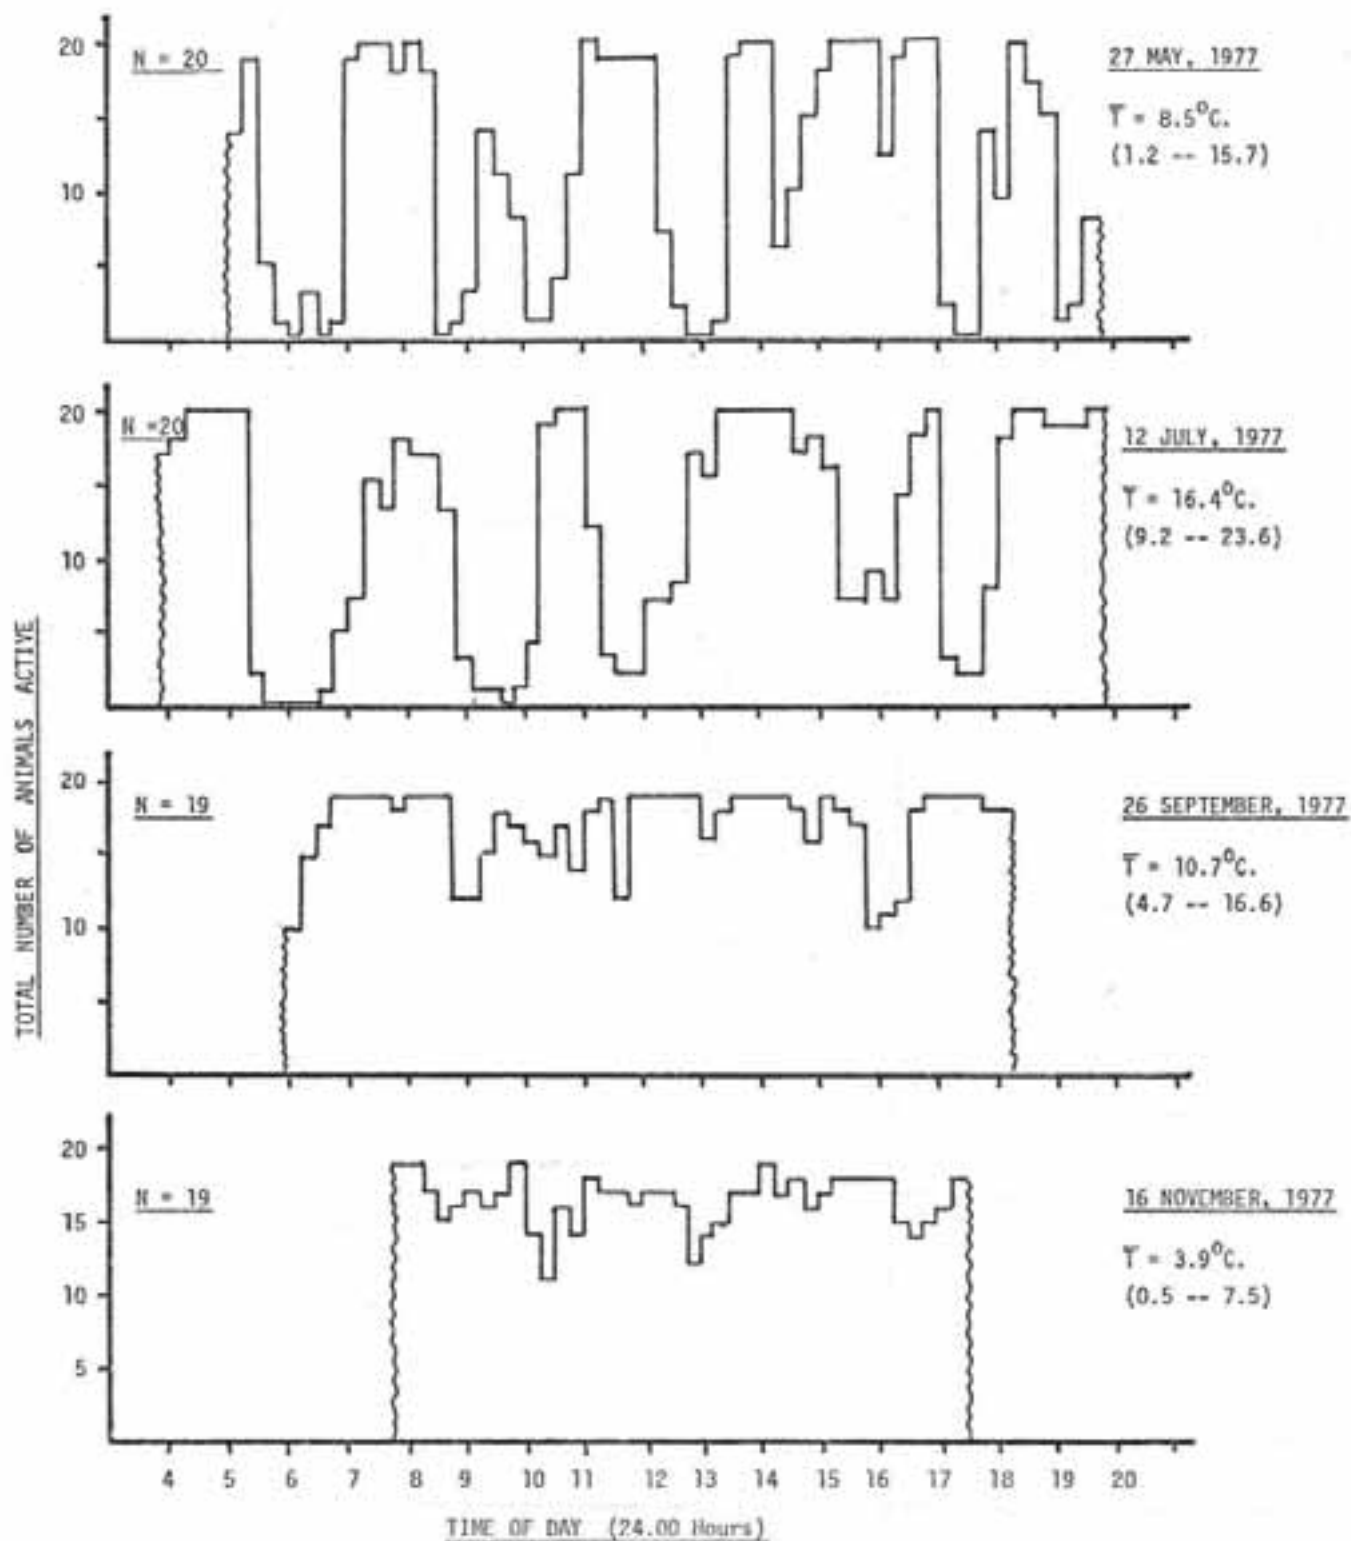 20
N = 20
10
27 MAY, 1977
T̅ = 8.5°C.
(1.2 -- 15.7)
20
N =20
10
12 JULY, 1977
T̅ = 16.4°C.
(9.2 -- 23.6)
TOTAL NUMBER OF ANIMALS ACTIVE
20
N = 19
10
26 SEPTEMBER, 1977
T̅ = 10.7°C.
(4.7 -- 16.6)
20
N = 19
15
10
5
16 NOVEMBER, 1977
T̅ = 3.9°C.
(0.5 -- 7.5)
4 5 6 7 8 9 10 11 12 13 14 15 16 17 18 19 20
TIME OF DAY (24.00 Hours)